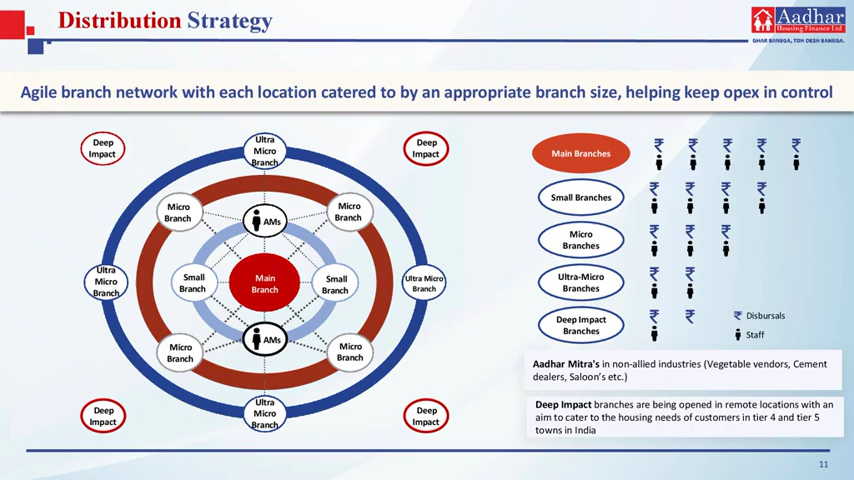 Distribution Strategy
Aadhar
Housing Finance Ltd
GHAR BANEGA, TOH DESH BANEGA.
Agile branch network with each location catered to by an appropriate branch size, helping keep opex in control
Deep
Impact
Ultra
Micro
Branch
Deep
Impact
Micro
Branch
AMs
Micro
Branch
Ultra
Micro
Branch
Small
Branch
Main
Branch
Small
Branch
Ultra Micro
Branch
Micro
Branch
AMs
Micro
Branch
Deep
Impact
Ultra
Micro
Branch
Deep
Impact
Main Branches
₹ ₹ ₹ ₹ ₹
Small Branches
₹ ₹ ₹ ₹
Micro
Branches
₹ ₹ ₹
Ultra-Micro
Branches
₹ ₹
Deep Impact
Branches
₹ ₹
₹ Disbursals
Staff
Aadhar Mitra's in non-allied industries (Vegetable vendors, Cement
dealers, Saloon's etc.)
Deep Impact branches are being opened in remote locations with an
aim to cater to the housing needs of customers in tier 4 and tier 5
towns in India
11